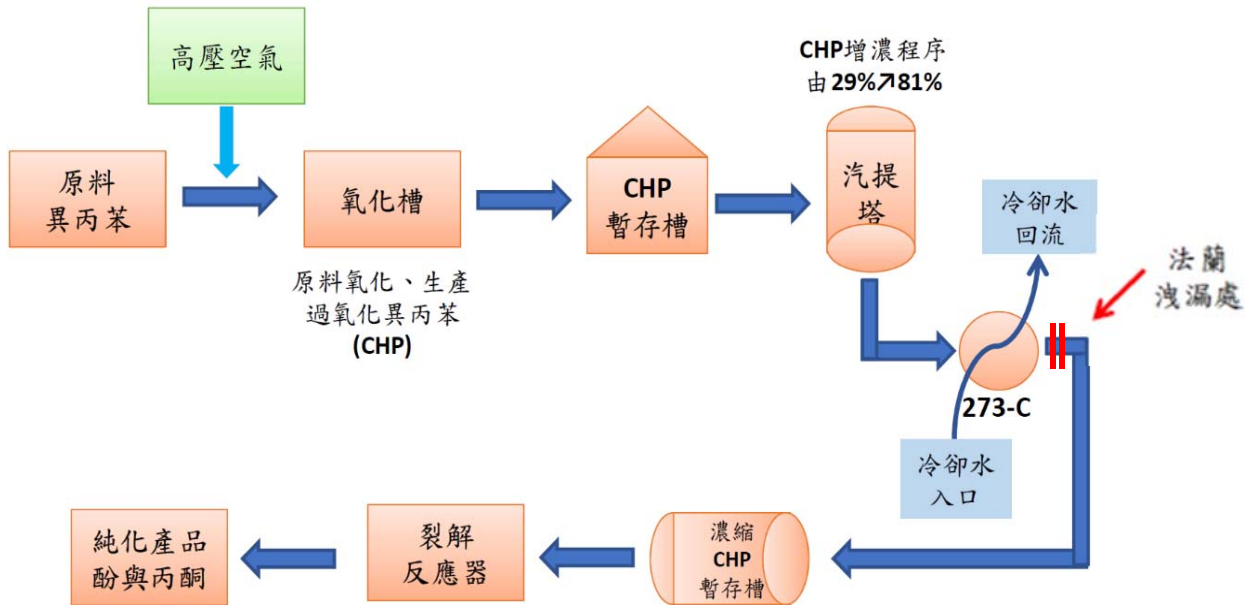 高壓空氣
原料
異丙苯
氧化槽
原料氧化、生產
過氧化異丙苯
(CHP)
CHP
暫存槽
CHP增濃程序
由29%↗81%
汽提
塔
冷卻水
回流
法蘭
洩漏處
273-C
冷卻水
入口
濃縮
CHP
暫存槽
裂解
反應器
純化產品
酚與丙酮